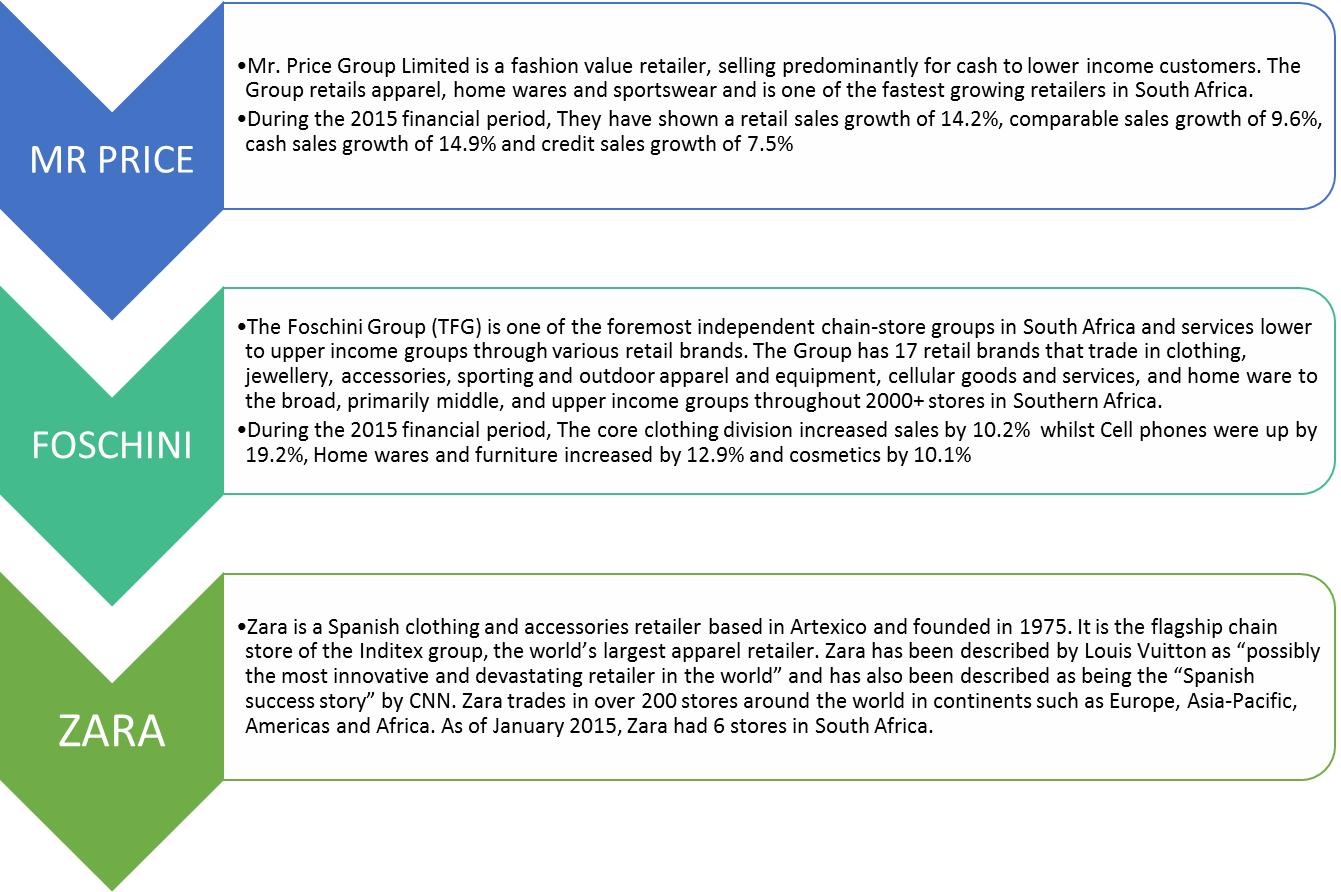 MR PRICE
•Mr. Price Group Limited is a fashion value retailer, selling predominantly for cash to lower income customers. The
Group retails apparel, home wares and sportswear and is one of the fastest growing retailers in South Africa.
•During the 2015 financial period, They have shown a retail sales growth of 14.2%, comparable sales growth of 9.6%,
cash sales growth of 14.9% and credit sales growth of 7.5%
FOSCHINI
•The Foschini Group (TFG) is one of the foremost independent chain-store groups in South Africa and services lower
to upper income groups through various retail brands. The Group has 17 retail brands that trade in clothing,
jewellery, accessories, sporting and outdoor apparel and equipment, cellular goods and services, and home ware to
the broad, primarily middle, and upper income groups throughout 2000+ stores in Southern Africa.
•During the 2015 financial period, The core clothing division increased sales by 10.2% whilst Cell phones were up by
19.2%, Home wares and furniture increased by 12.9% and cosmetics by 10.1%
ZARA
•Zara is a Spanish clothing and accessories retailer based in Artexico and founded in 1975. It is the flagship chain
store of the Inditex group, the world’s largest apparel retailer. Zara has been described by Louis Vuitton as “possibly
the most innovative and devastating retailer in the world” and has also been described as being the “Spanish
success story” by CNN. Zara trades in over 200 stores around the world in continents such as Europe, Asia-Pacific,
Americas and Africa. As of January 2015, Zara had 6 stores in South Africa.